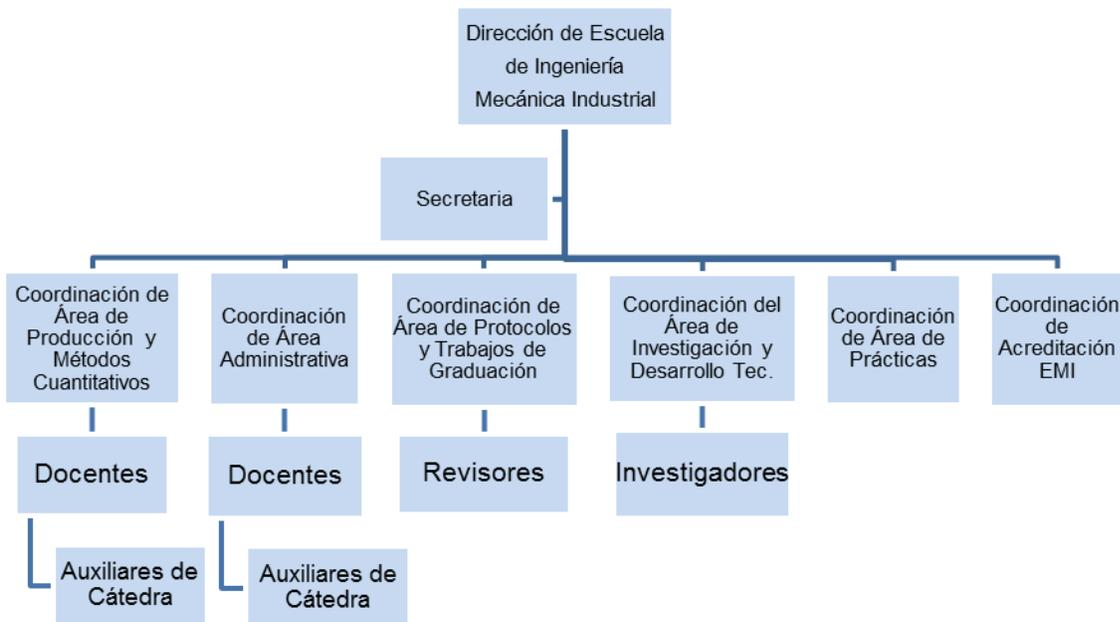 Dirección de Escuela
de Ingeniería
Mecánica Industrial
Secretaria
Coordinación de
Área de
Producción y
Métodos
Cuantitativos
Coordinación
de Área
Administrativa
Coordinación de
Área de Protocolos
y Trabajos de
Graduación
Coordinación del
Área de
Investigación y
Desarrollo Tec.
Coordinación
de Área de
Prácticas
Coordinación
de
Acreditación
EMI
Docentes
Docentes
Revisores
Investigadores
Auxiliares de
Cátedra
Auxiliares de
Cátedra